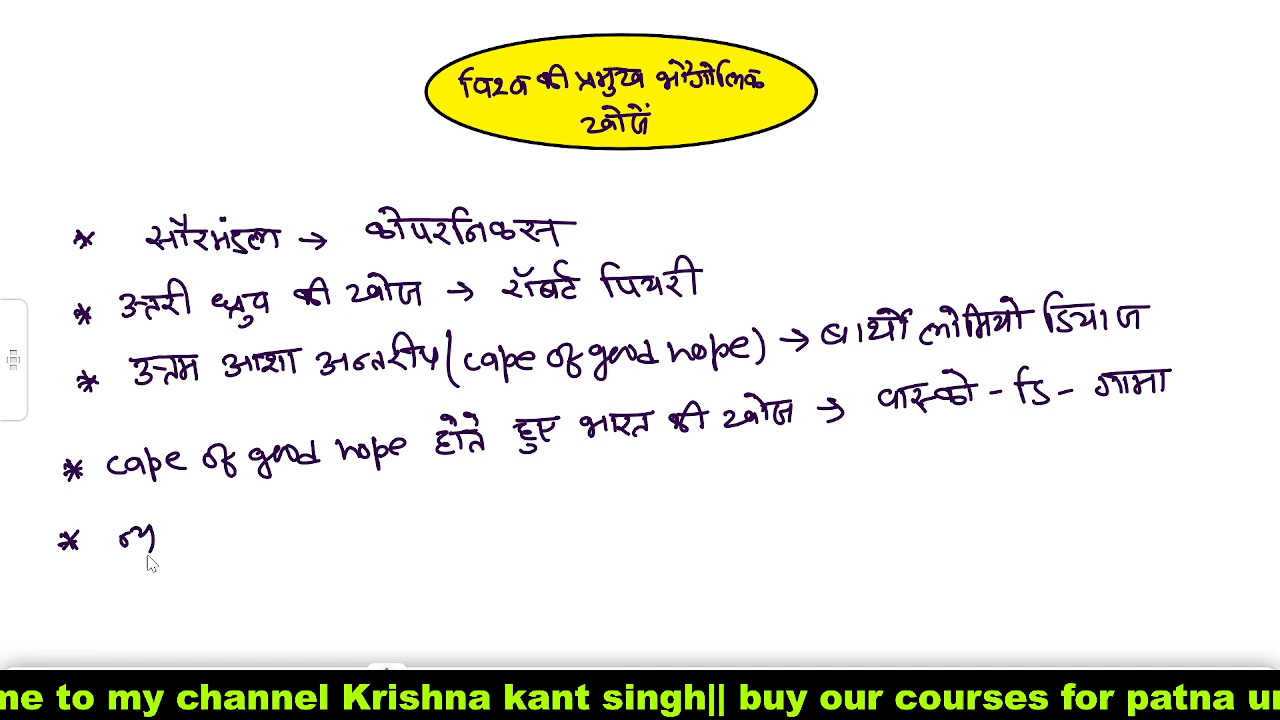 विश्व की प्रमुख भौगोलिक
खोजें
* सौरमंडल → कोपरनिकस
* उत्तरी ध्रुव की खोज → रॉबर्ट पियरी
* उत्तम आशा अन्तरीप (cape of good hope) → बार्थोलोमियो डियाज
* cape of good hope होते हुए भारत की खोज → वास्को - डि - गामा
* न्य
me to my channel Krishna kant singh|| buy our courses for patna un